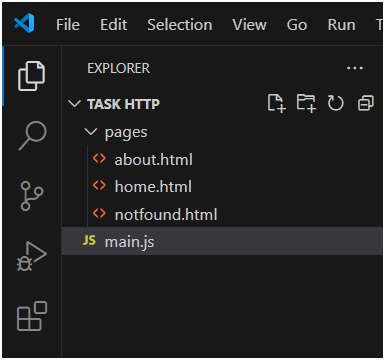 File Edit Selection View Go Run
EXPLORER
TASK HTTP
pages
about.html
home.html
notfound.html
JS main.js